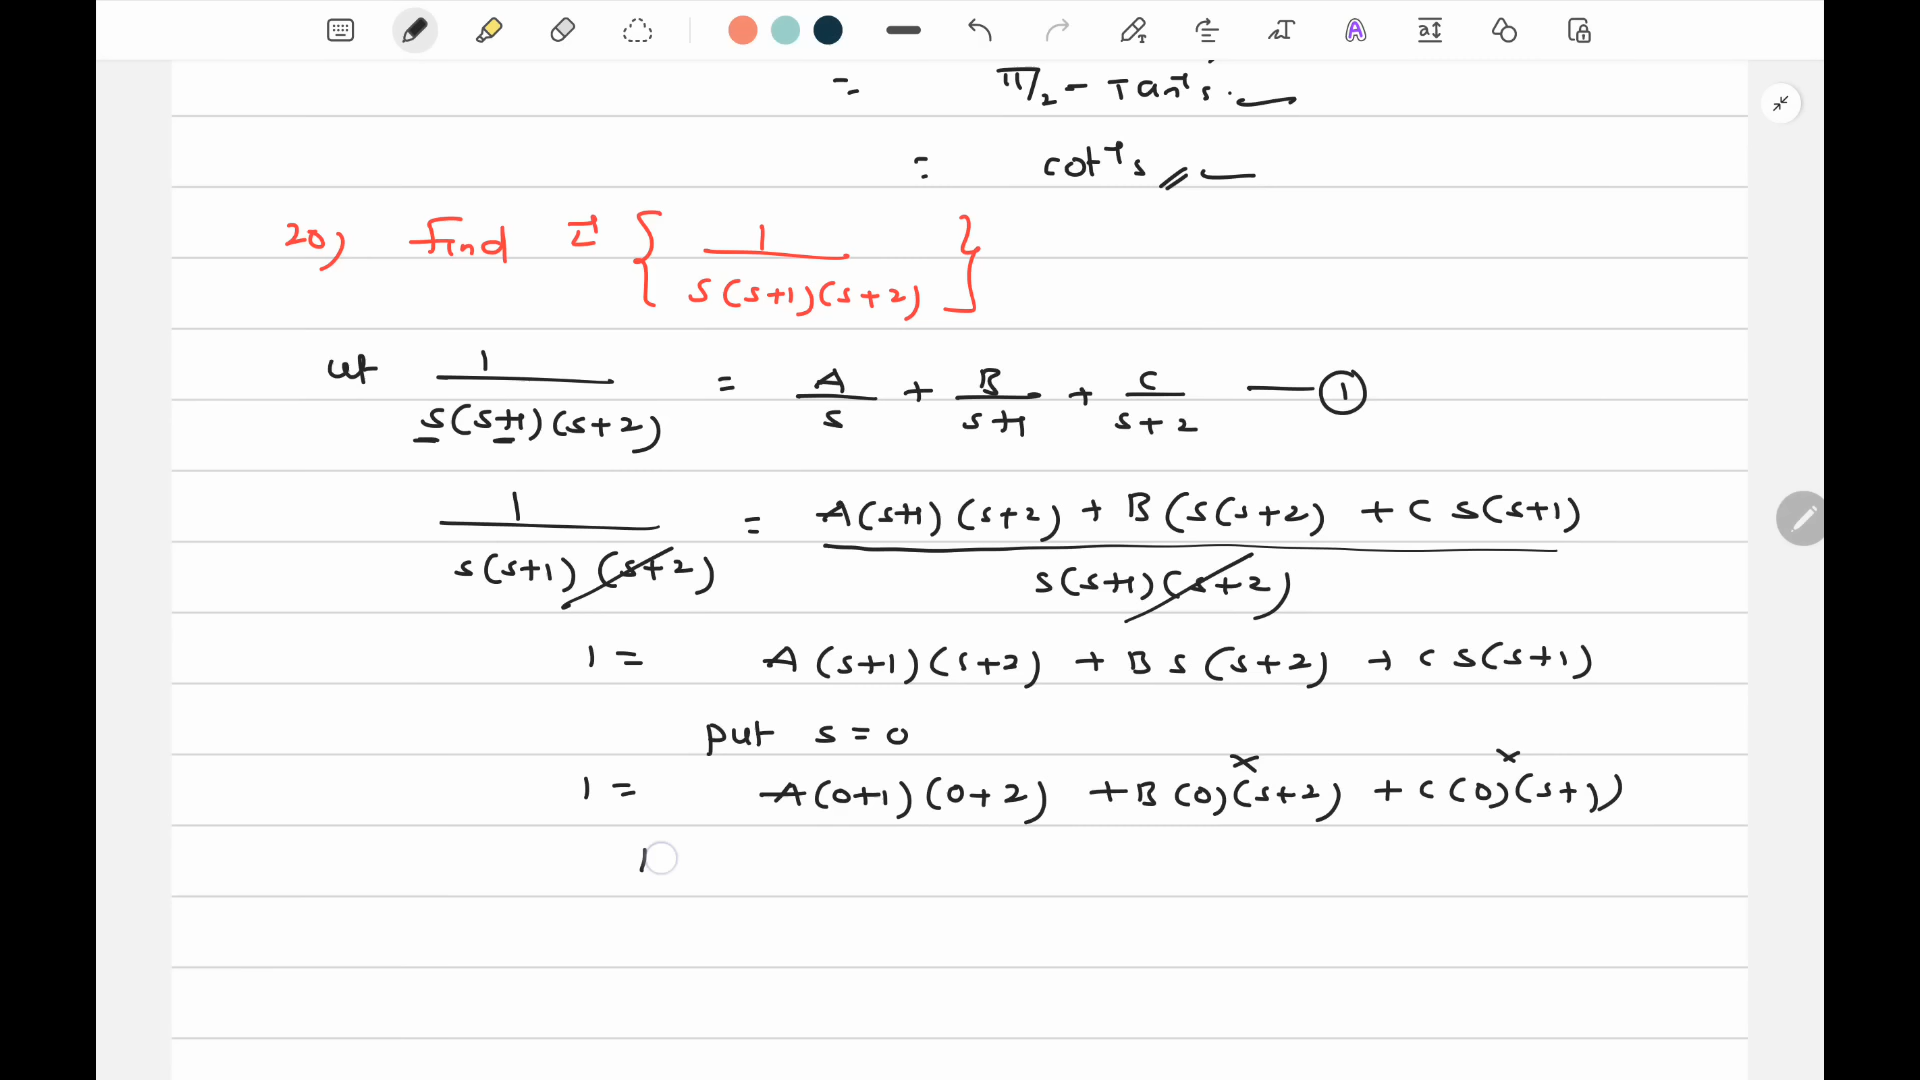 = π/2 - Tan⁻¹s.
= cot⁻¹s
20) Find L⁻¹ { 1 / s(s+1)(s+2) }
Let 1 / s(s+1)(s+2) = A/s + B/s+1 + C/s+2 — ①
1 / s(s+1)(s+2) = A(s+1)(s+2) + B(s(s+2) + C s(s+1) / s(s+1)(s+2)
1 = A(s+1)(s+2) + B s(s+2) + C s(s+1)
put s = 0
1 = A(0+1)(0+2) + B(0)(s+2) + C(0)(s+1)
1